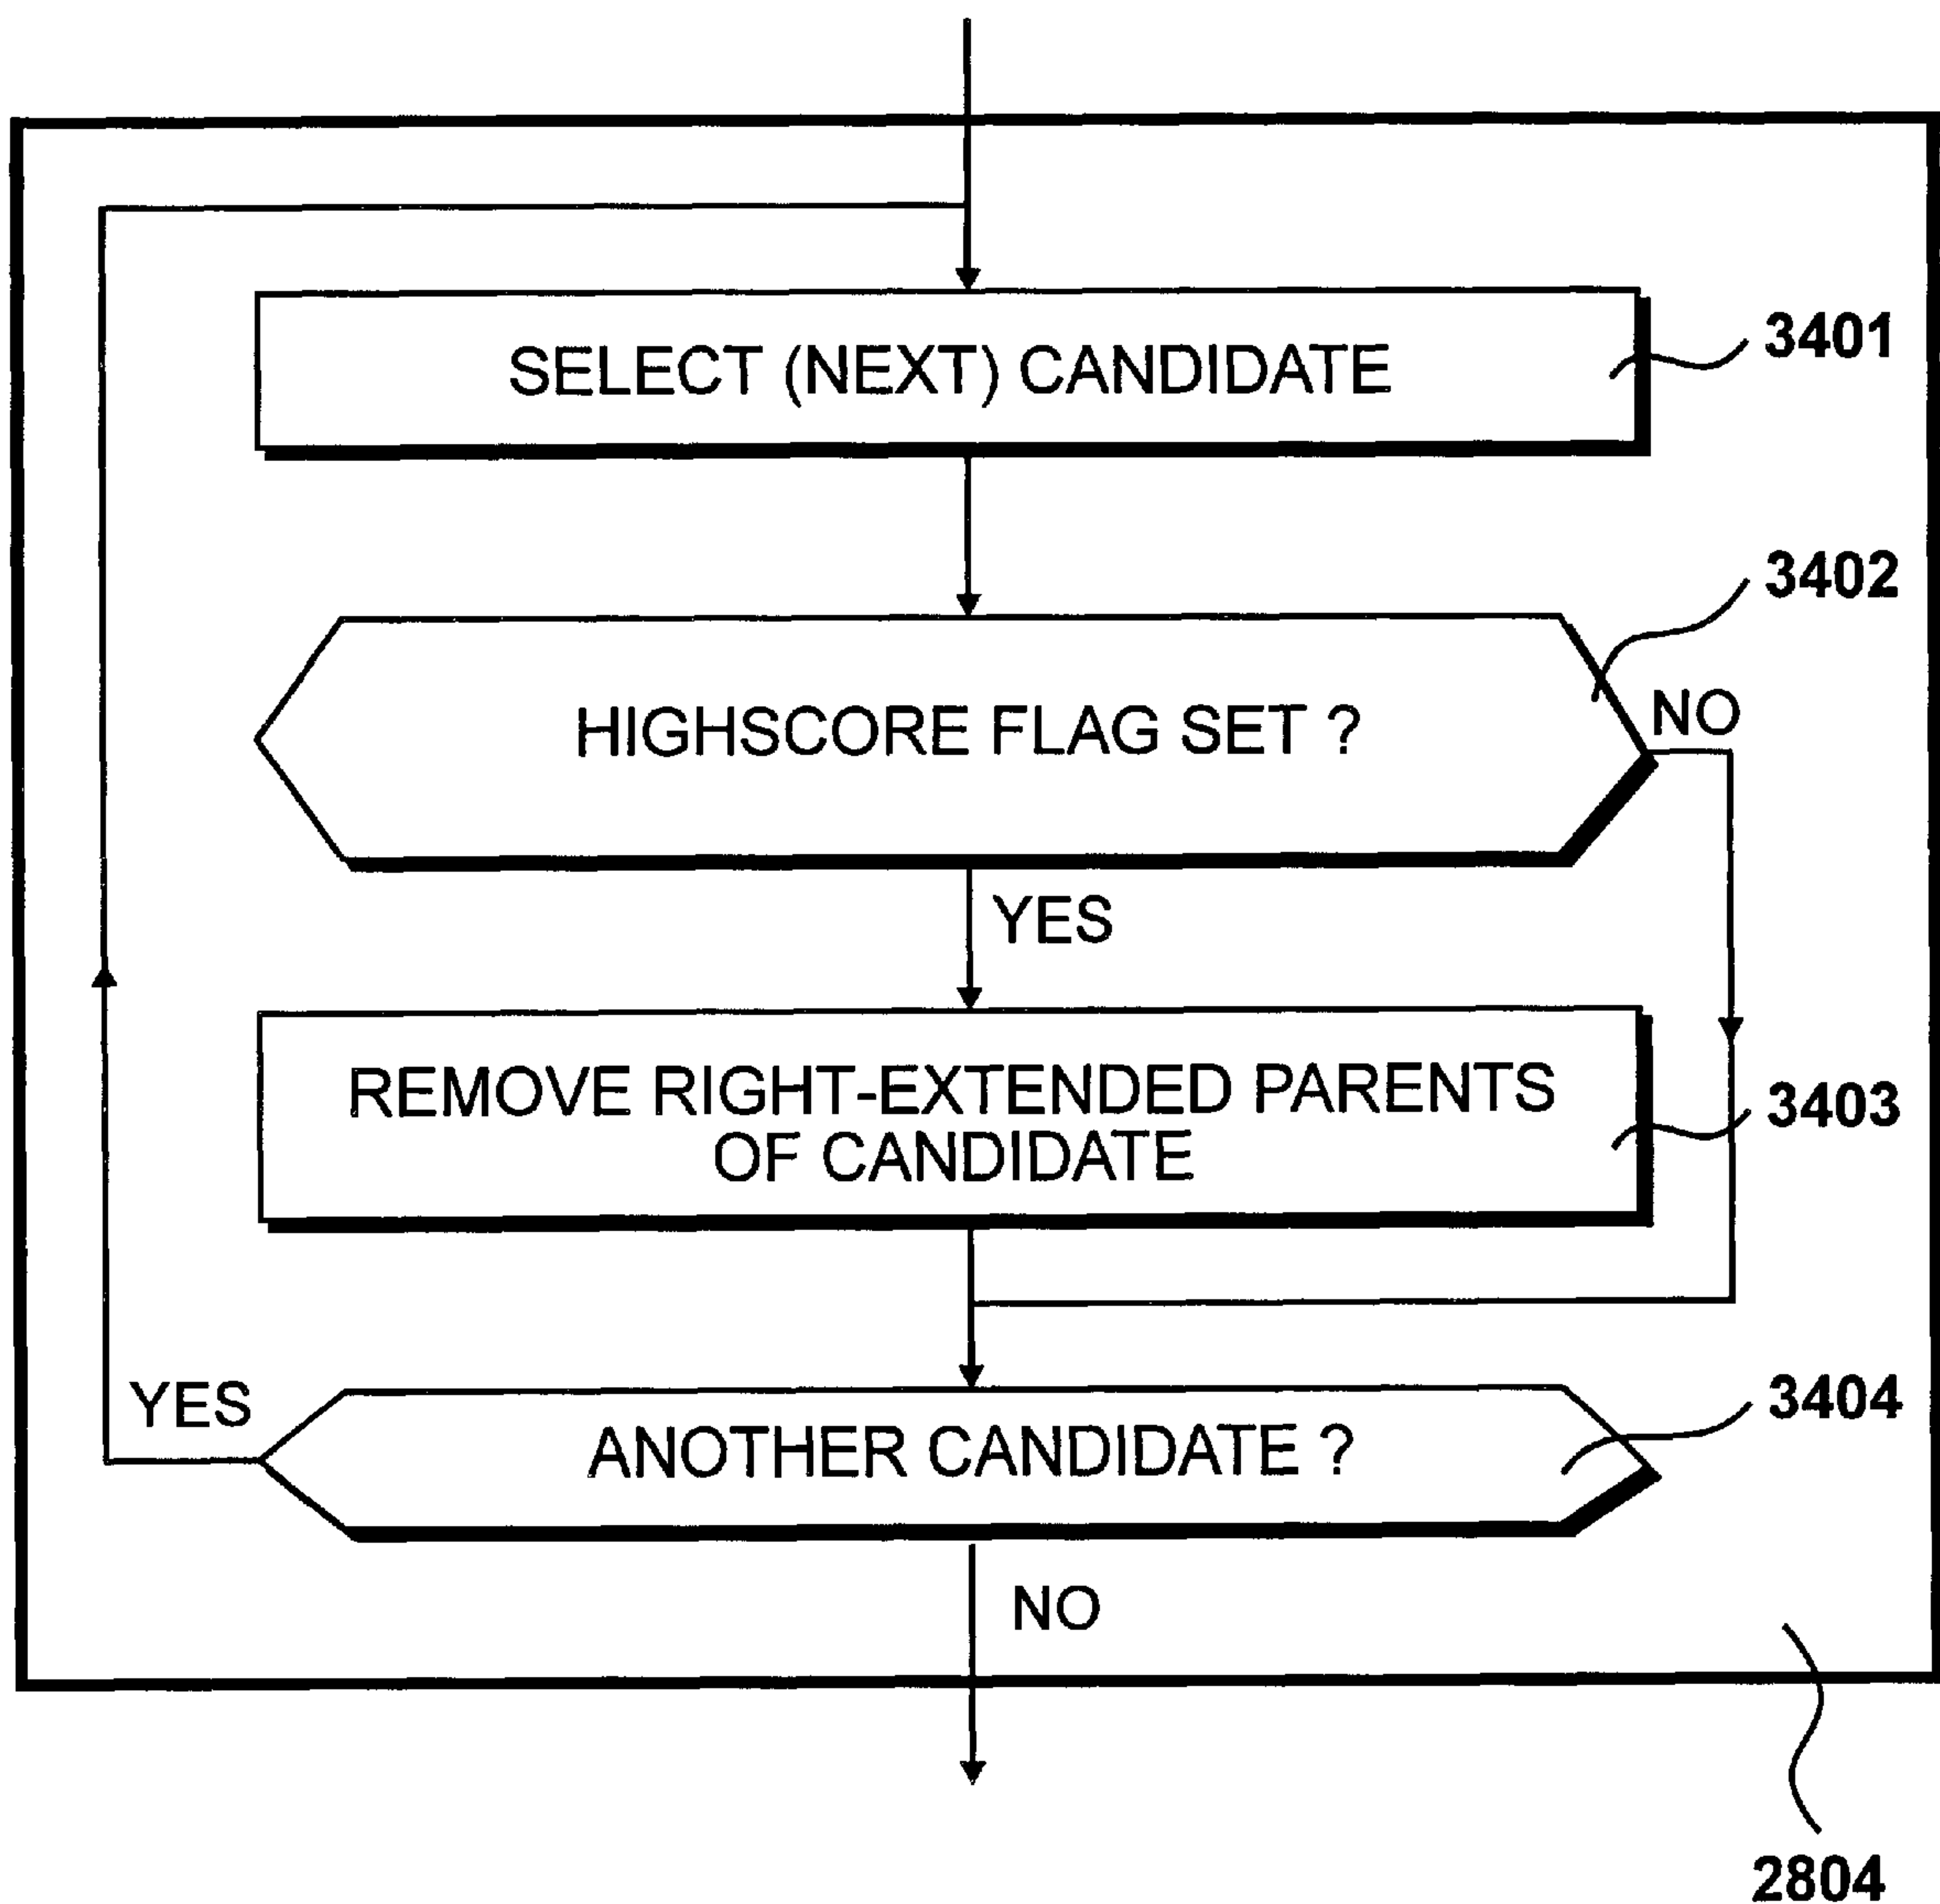 SELECT (NEXT) CANDIDATE
3401
3402
HIGHSCORE FLAG SET ?
NO
YES
REMOVE RIGHT-EXTENDED PARENTS
OF CANDIDATE
3403
YES
ANOTHER CANDIDATE ?
3404
NO
2804